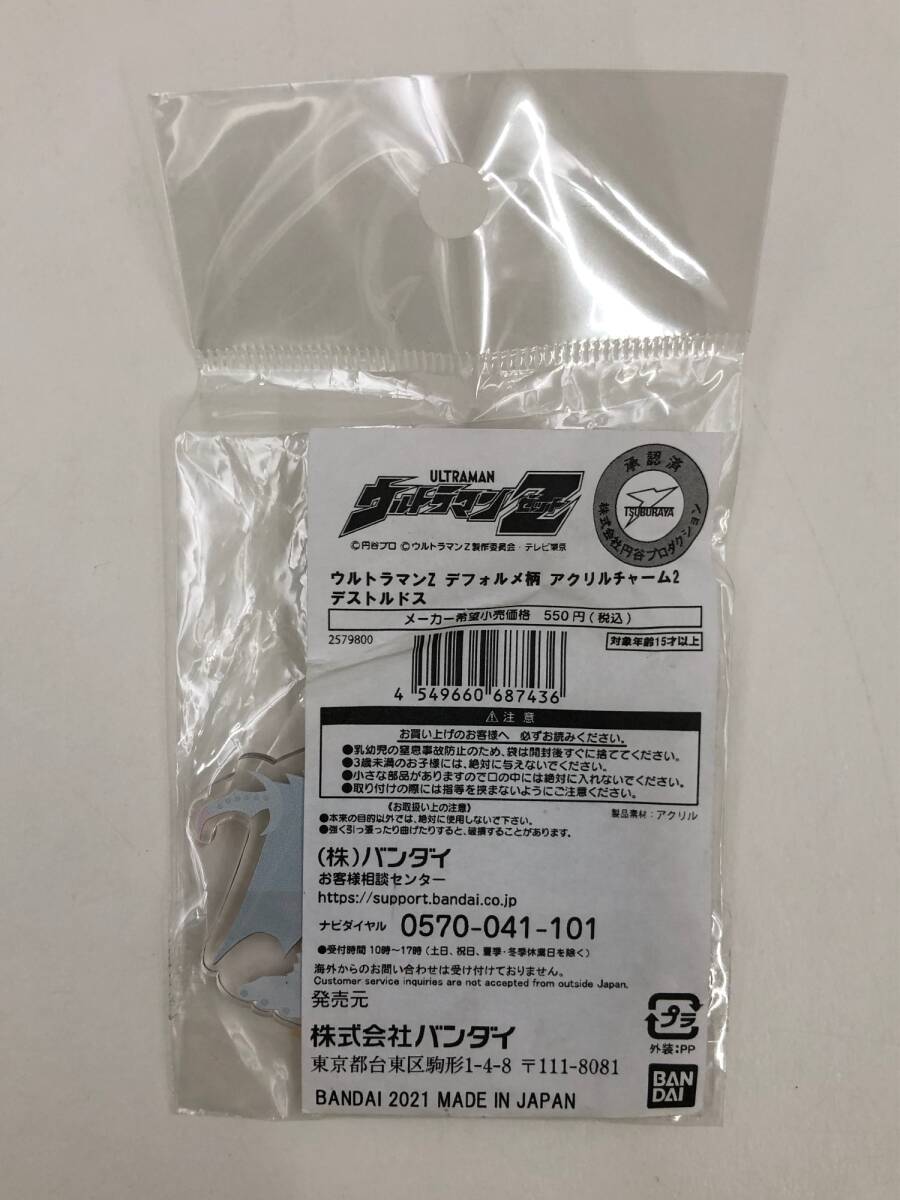 ULTRAMAN
ウルトラマンZ
ゼット
承認済
TSUBURAYA
株式会社円谷プロダクション
©円谷プロ ©ウルトラマンZ製作委員会・テレビ東京
ウルトラマンZ デフォルメ柄 アクリルチャーム2
デストルドス
メーカー希望小売価格 550円(税込)
2579800
対象年齢15才以上
4 549660 687436
⚠注意
お買い上げのお客様へ 必ずお読みください。
●乳幼児の窒息事故防止のため、袋は開封後すぐに捨ててください。
●3歳未満のお子様には、絶対に与えないでください。
●小さな部品がありますので口の中には絶対に入れないでください。
●取り付けの際には指等を挟まないようにご注意ください。
《お取扱い上の注意》
製品素材:アクリル
●本来の目的以外では、絶対に使用しないで下さい。
●強く引っ張ったり曲げたりすると、破損することがあります。
(株)バンダイ
お客様相談センター
https://support.bandai.co.jp
ナビダイヤル 0570-041-101
●受付時間 10時～17時(土日、祝日、夏季・冬季休業日を除く)
海外からのお問い合わせは受け付けておりません。
Customer service inquiries are not accepted from outside Japan.
発売元
株式会社バンダイ
東京都台東区駒形1-4-8 〒111-8081
BANDAI 2021 MADE IN JAPAN
プラ
外装:PP
BAN
DAI